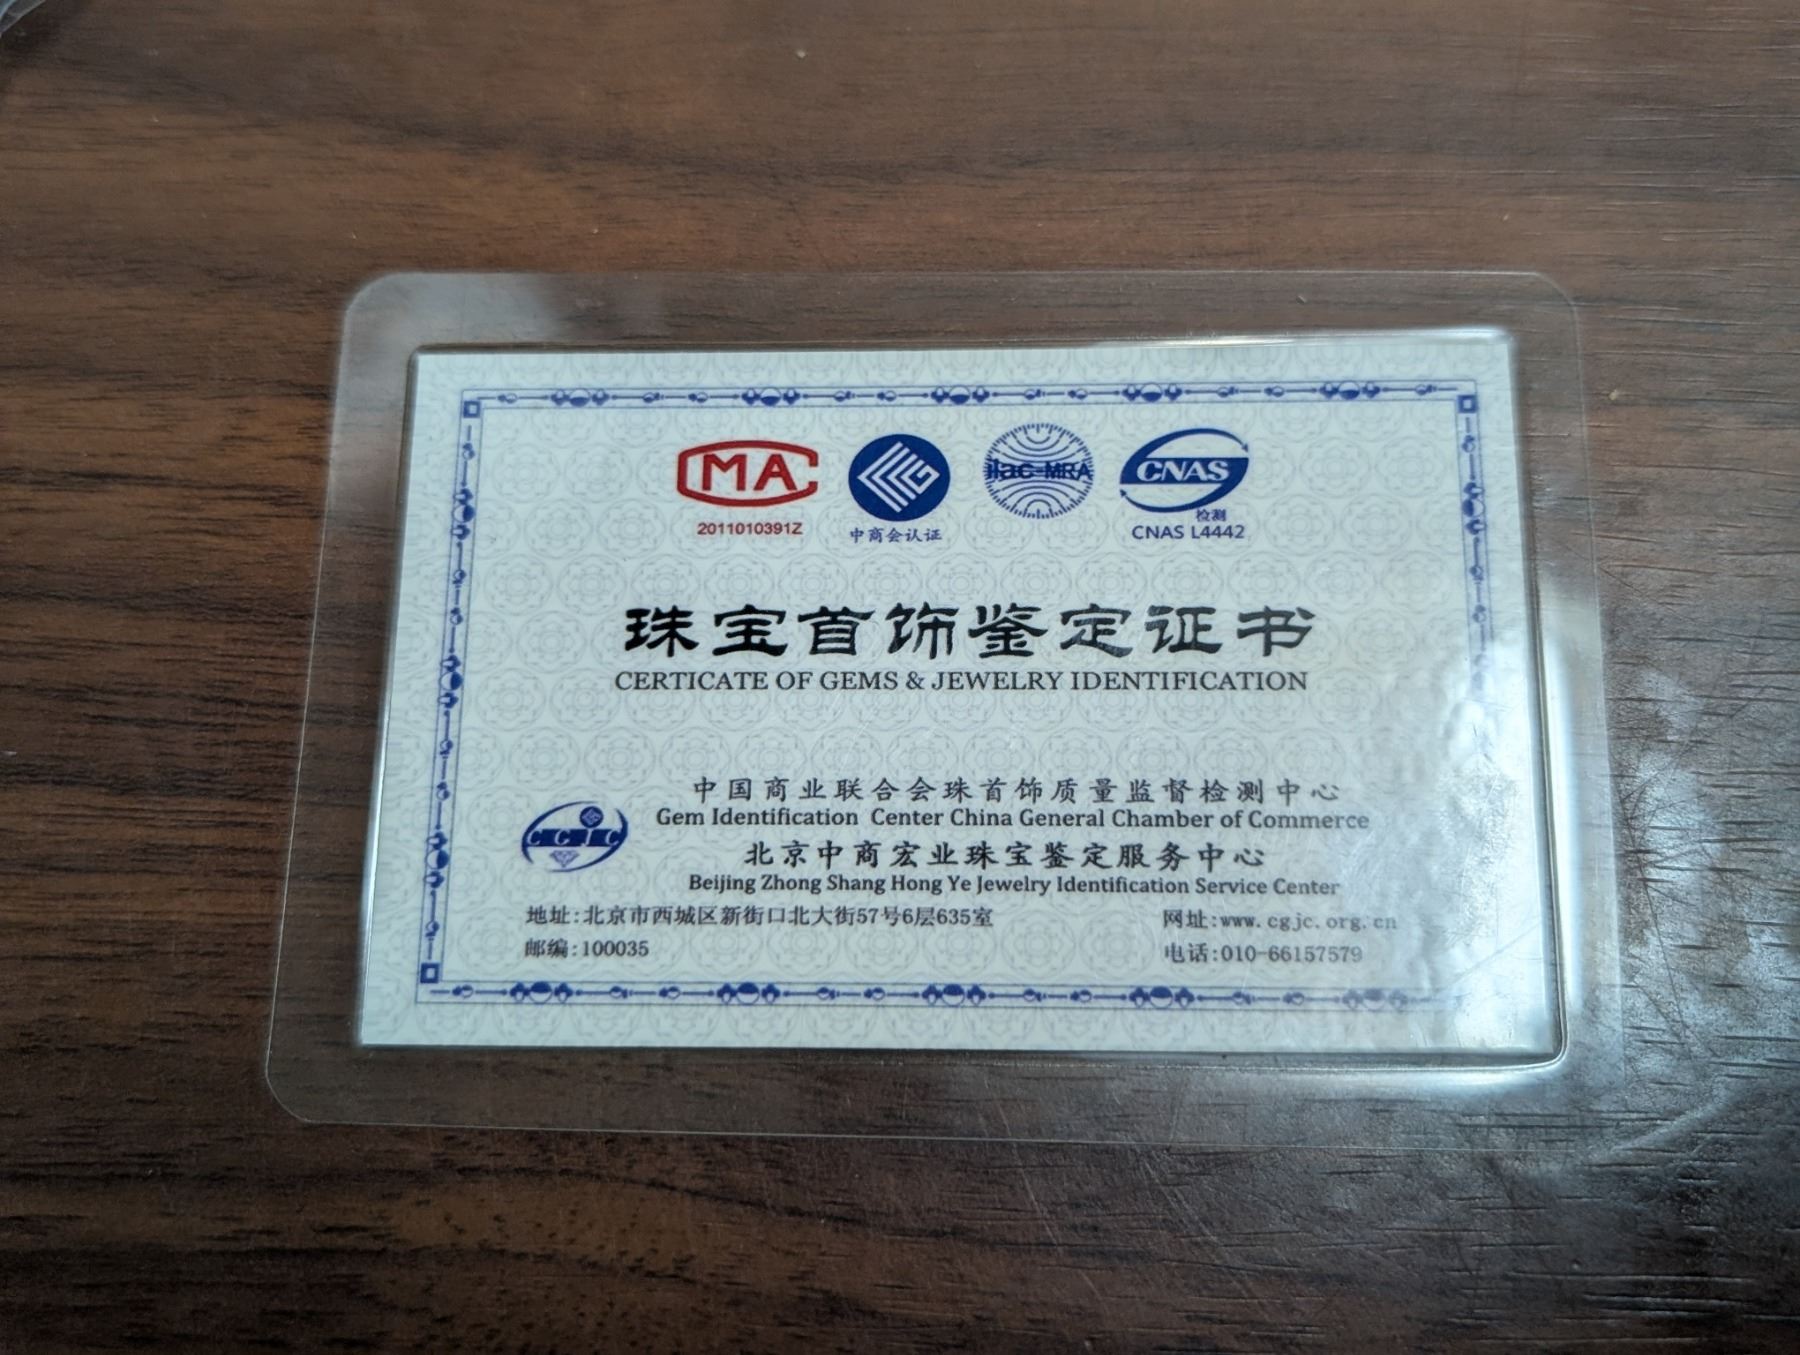 MA
2011010391Z
中商会认证
ilac-MRA
CNAS
检测
CNAS L4442
珠宝首饰鉴定证书
CERTICATE OF GEMS & JEWELRY IDENTIFICATION
中国商业联合会珠首饰质量监督检测中心
Gem Identification Center China General Chamber of Commerce
CCJC
北京中商宏业珠宝鉴定服务中心
Beijing Zhong Shang Hong Ye Jewelry Identification Service Center
地址:北京市西城区新街口北大街57号6层635室
网址:www.cgjc.org.cn
邮编:100035
电话:010-66157579